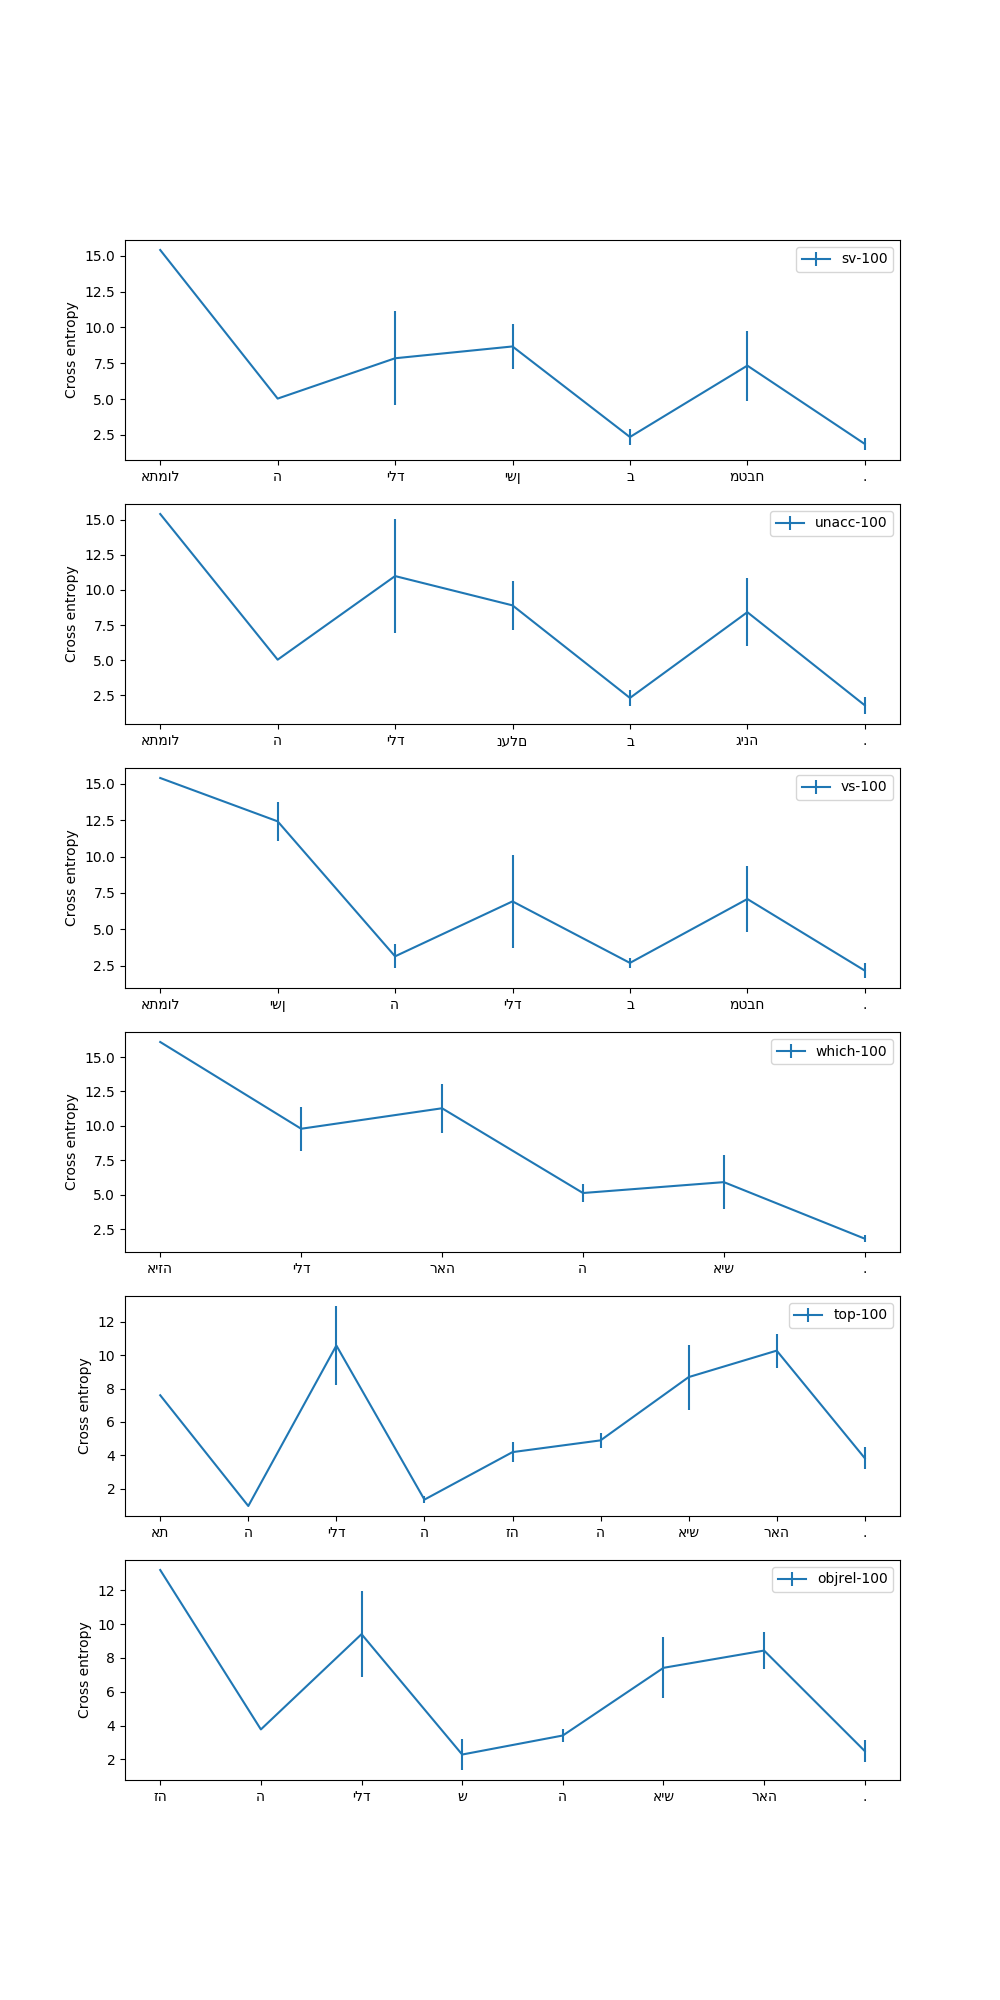 15.0
12.5
10.0
7.5
5.0
2.5
Cross entropy
sv-100
אתמול ה ילד ישן ב מטבח .
15.0
12.5
10.0
7.5
5.0
2.5
Cross entropy
unacc-100
אתמול ה ילד נעלם ב גינה .
15.0
12.5
10.0
7.5
5.0
2.5
Cross entropy
vs-100
אתמול ישן ה ילד ב מטבח .
15.0
12.5
10.0
7.5
5.0
2.5
Cross entropy
which-100
איזה ילד ראה ה איש .
12
10
8
6
4
2
Cross entropy
top-100
את ה ילד ה זה ה איש ראה .
12
10
8
6
4
2
Cross entropy
objrel-100
זה ה ילד ש ה איש ראה .